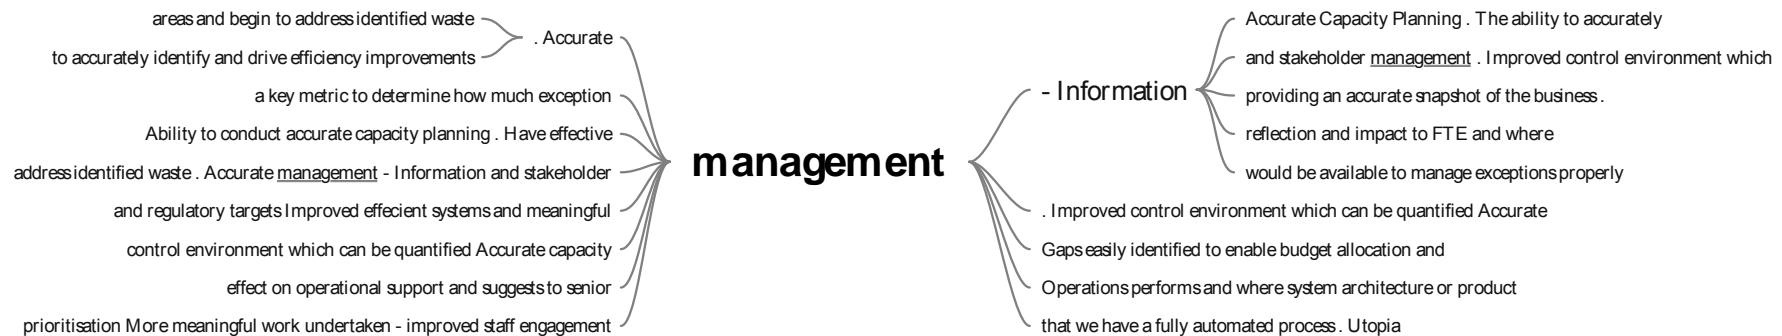 areas and begin to address identified waste
to accurately identify and drive efficiency improvements
. Accurate
a key metric to determine how much exception
Ability to conduct accurate capacity planning . Have effective
address identified waste . Accurate management - Information and stakeholder
and regulatory targets Improved effecient systems and meaningful
control environment which can be quantified Accurate capacity
effect on operational support and suggests to senior
prioritisation More meaningful work undertaken - improved staff engagement
management
- Information
Accurate Capacity Planning . The ability to accurately
and stakeholder management . Improved control environment which
providing an accurate snapshot of the business .
reflection and impact to FTE and where
would be available to manage exceptions properly
. Improved control environment which can be quantified Accurate
Gaps easily identified to enable budget allocation and
Operations performs and where system architecture or product
that we have a fully automated process . Utopia